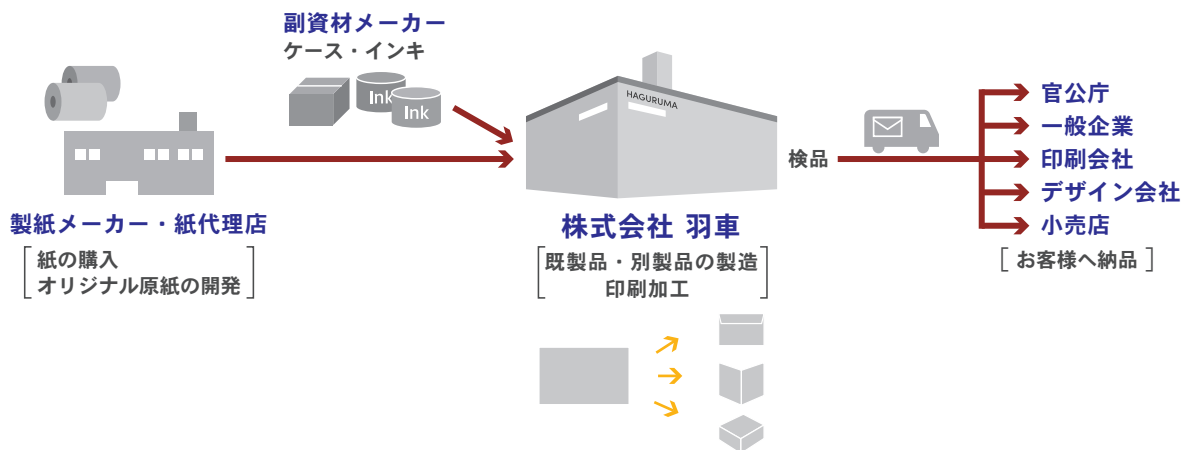 副資材メーカー
ケース・インキ
Ink
Ink
製紙メーカー・紙代理店
紙の購入
オリジナル原紙の開発
HAGURUMA
株式会社 羽車
既製品・別製品の製造
印刷加工
検品
官公庁
一般企業
印刷会社
デザイン会社
小売店
[ お客様へ納品 ]